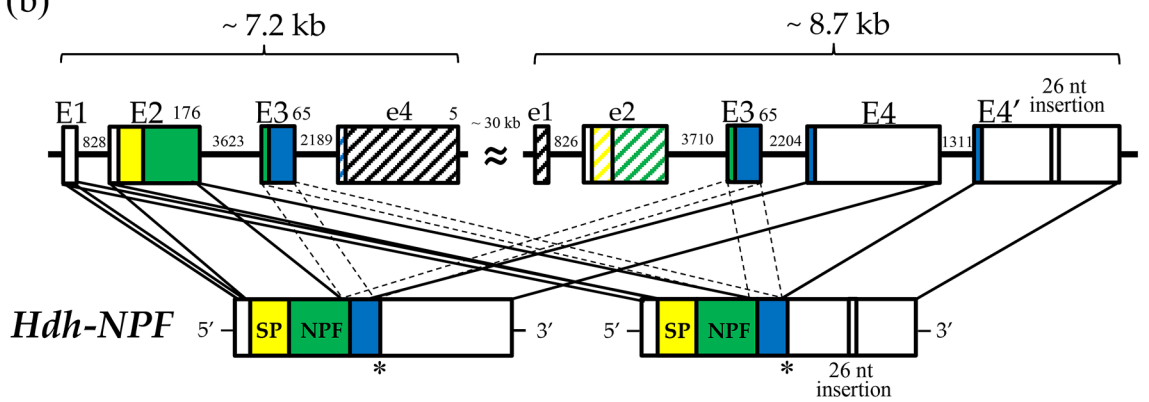 (b)
~ 7.2 kb
~ 8.7 kb
E1
E2
176
E3
65
e4
5
e1
e2
E3
65
E4
E4′
26 nt
insertion
828
3623
2189
~ 30 kb
≈
826
3710
2204
1311
Hdh-NPF
5′
SP
NPF
3′
5′
SP
NPF
3′
*
*
26 nt
insertion